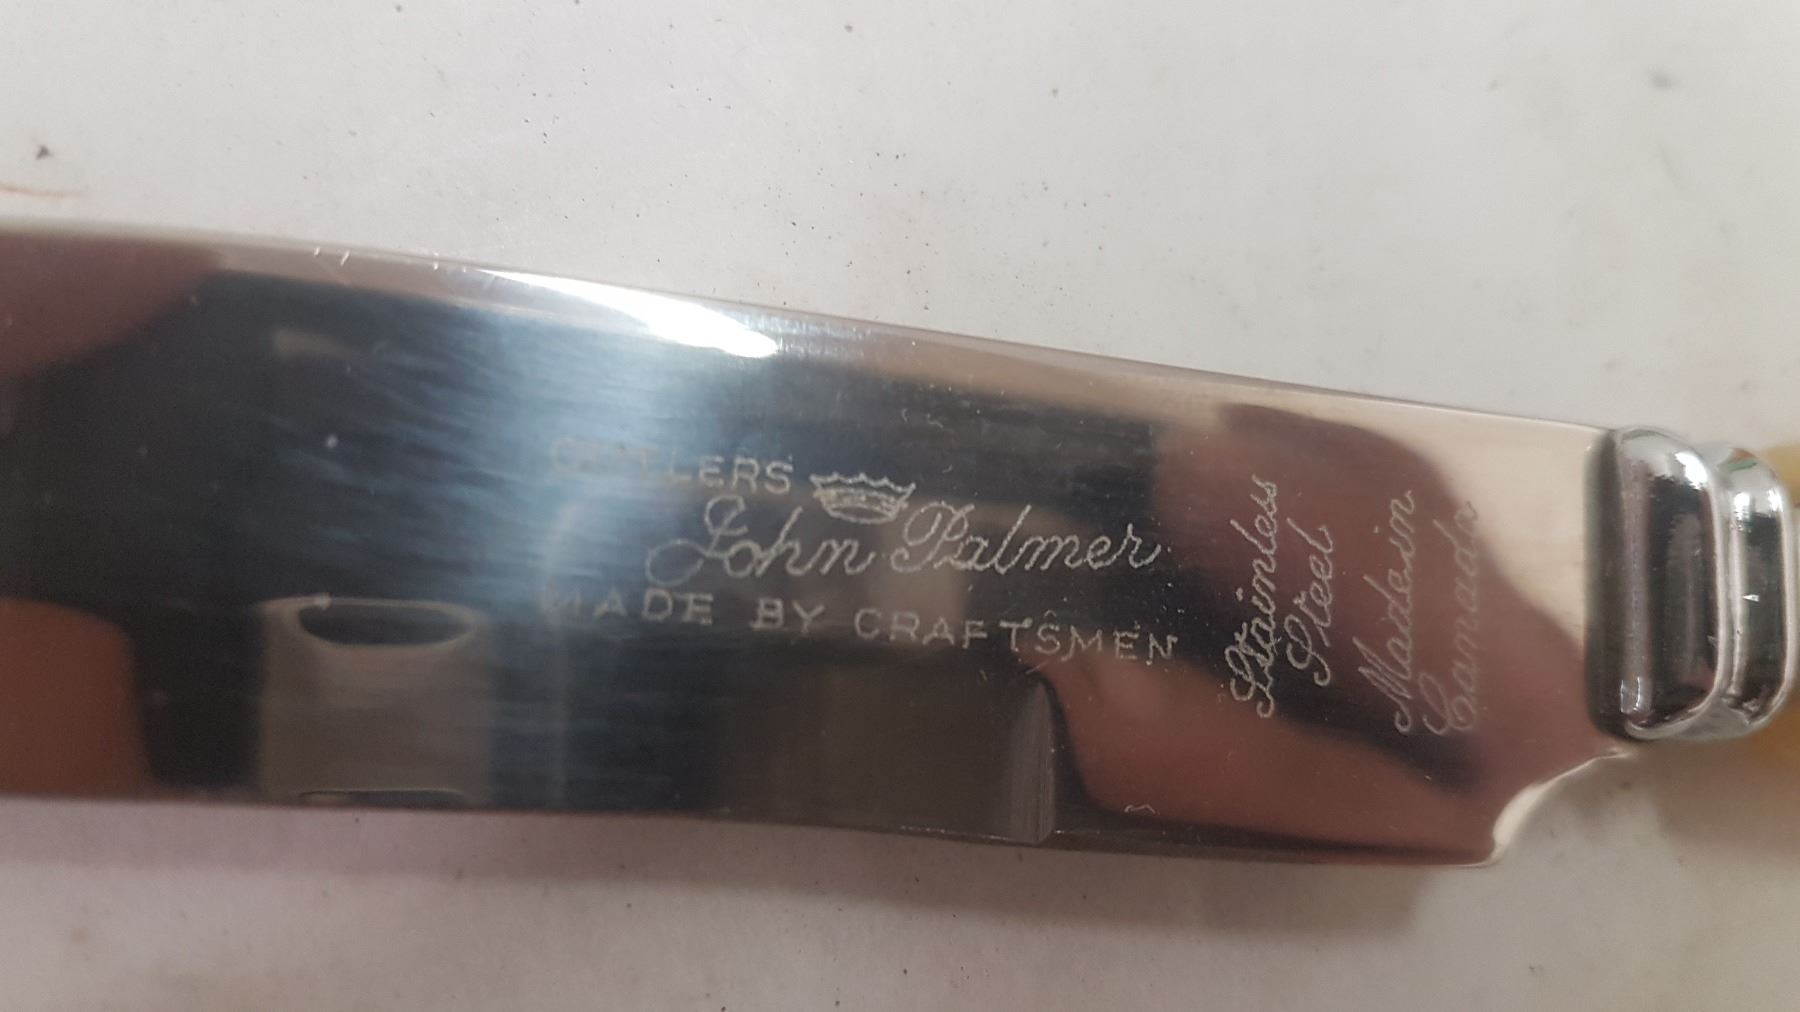 CUTLERS
John Palmer
MADE BY CRAFTSMEN
Stainless
Steel
Made in
Canada